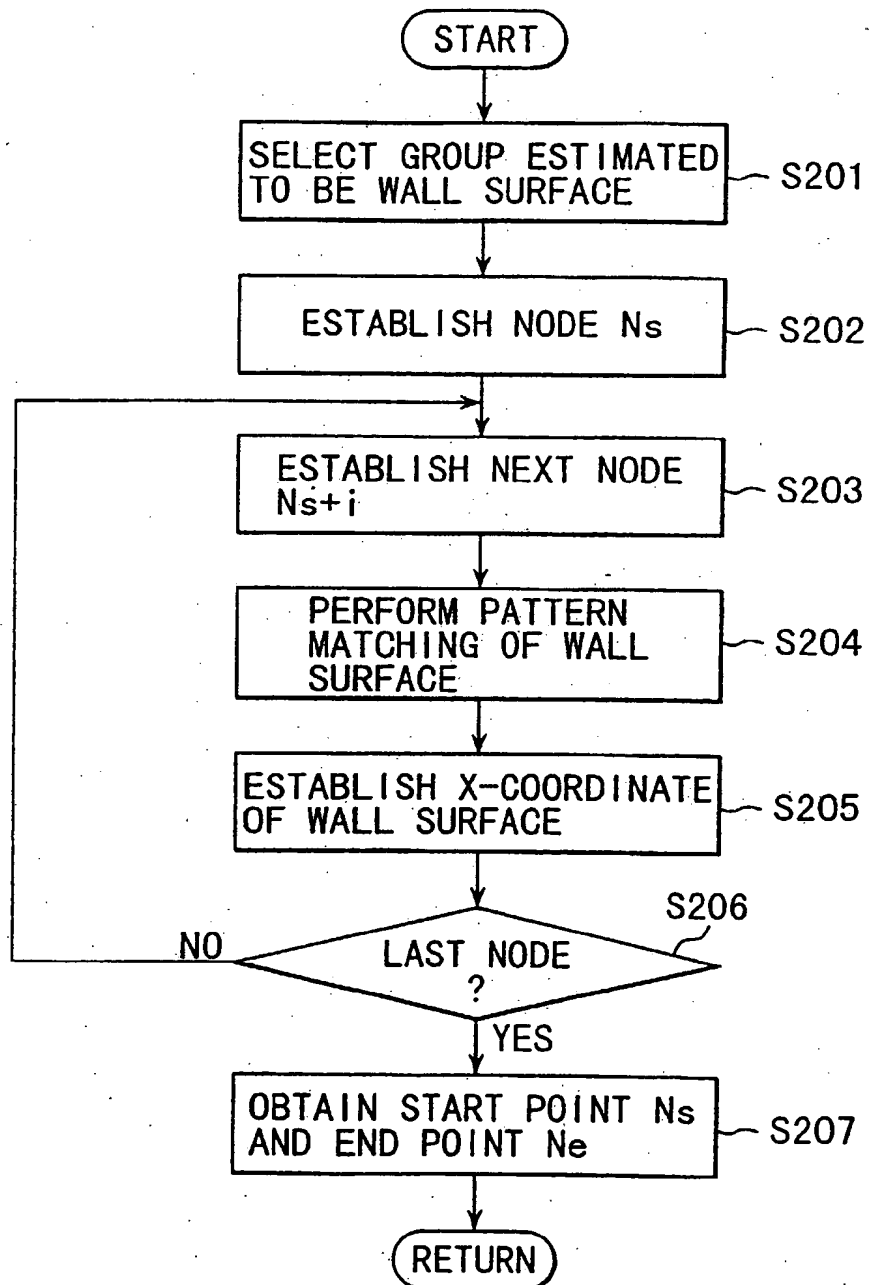 START
SELECT GROUP ESTIMATED
TO BE WALL SURFACE
S201
ESTABLISH NODE Ns
S202
ESTABLISH NEXT NODE
Ns+i
S203
PERFORM PATTERN
MATCHING OF WALL
SURFACE
S204
ESTABLISH X-COORDINATE
OF WALL SURFACE
S205
S206
NO
LAST NODE
?
YES
OBTAIN START POINT Ns
AND END POINT Ne
S207
RETURN